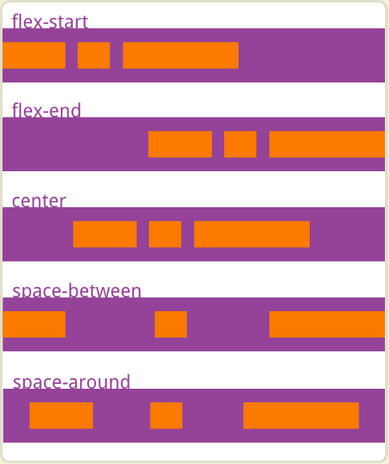 flex-start
flex-end
center
space-between
space-around